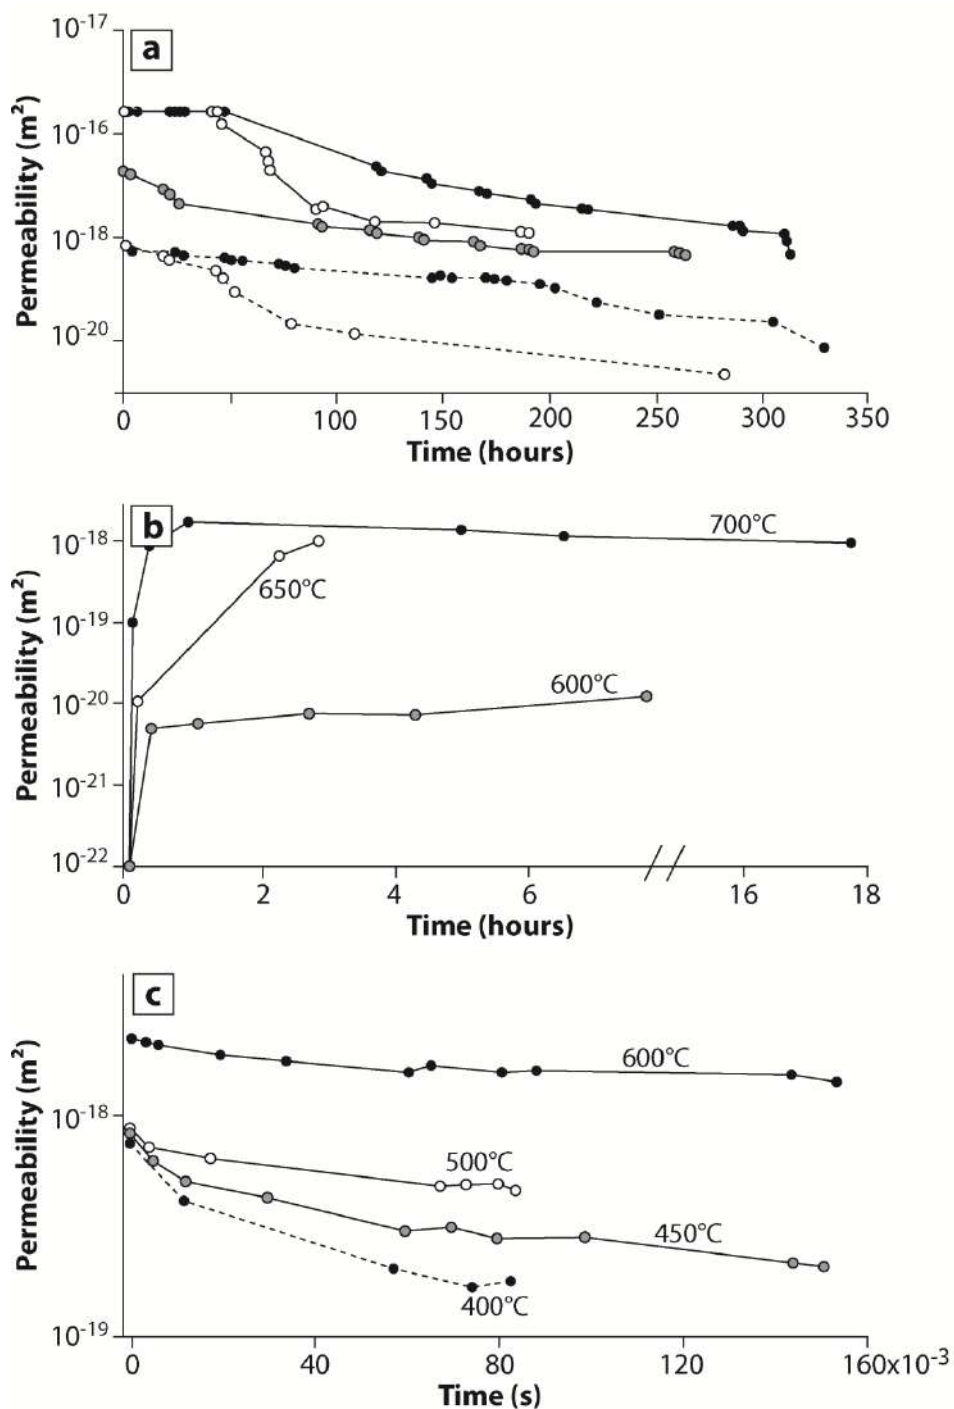 a
Permeability (m²)
10⁻¹⁷
10⁻¹⁶
10⁻¹⁸
10⁻²⁰
0 100 150 200 250 300 350
Time (hours)
b
Permeability (m²)
10⁻¹⁸
10⁻¹⁹
10⁻²⁰
10⁻²¹
10⁻²²
700°C
650°C
600°C
0 2 4 6 16 18
Time (hours)
c
Permeability (m²)
10⁻¹⁸
10⁻¹⁹
600°C
500°C
450°C
400°C
0 40 80 120 160x10⁻³
Time (s)